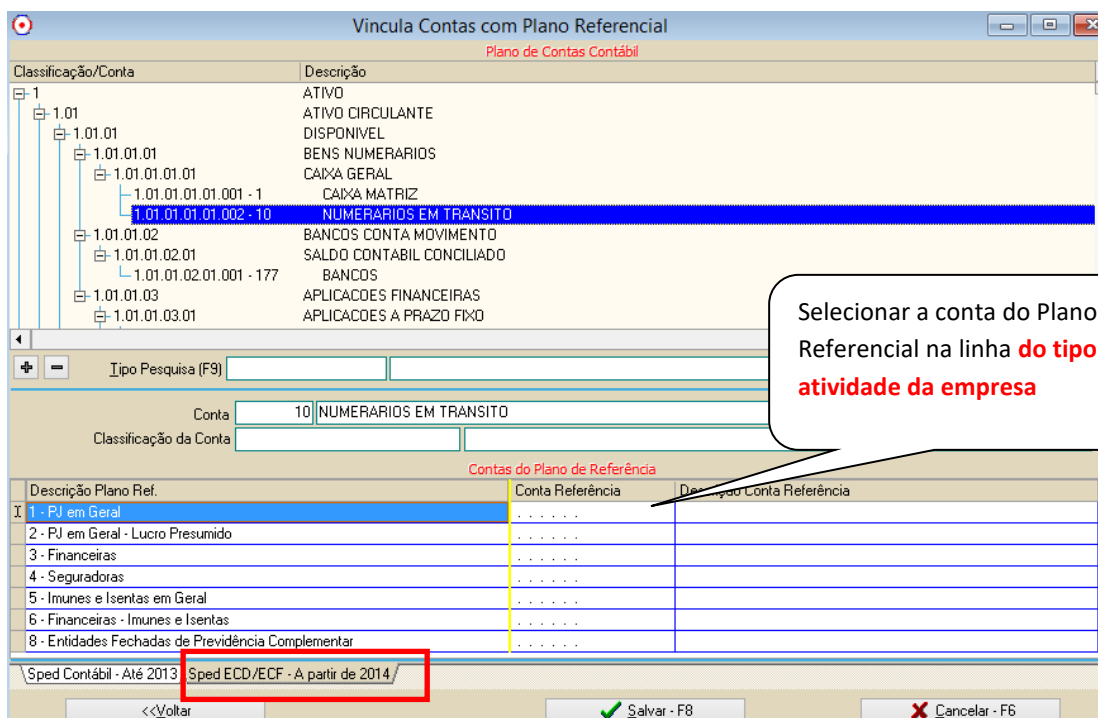 Vincula Contas com Plano Referencial
Plano de Contas Contábil
Classificação/Conta Descrição
1 ATIVO
1.01 ATIVO CIRCULANTE
1.01.01 DISPONIVEL
1.01.01.01 BENS NUMERARIOS
1.01.01.01.01 CAIXA GERAL
1.01.01.01.01.001 - 1 CAIXA MATRIZ
1.01.01.01.01.002 - 10 NUMERARIOS EM TRANSITO
1.01.01.02 BANCOS CONTA MOVIMENTO
1.01.01.02.01 SALDO CONTABIL CONCILIADO
1.01.01.02.01.001 - 177 BANCOS
1.01.01.03 APLICACOES FINANCEIRAS
1.01.01.03.01 APLICACOES A PRAZO FIXO
Selecionar a conta do Plano
Referencial na linha do tipo
atividade da empresa
Tipo Pesquisa (F9)
Conta 10 NUMERARIOS EM TRANSITO
Classificação da Conta
Contas do Plano de Referência
Descrição Plano Ref. Conta Referência Descrição Conta Referência
1 - PJ em Geral . . . . . .
2 - PJ em Geral - Lucro Presumido . . . . . .
3 - Financeiras . . . . . .
4 - Seguradoras . . . . . .
5 - Imunes e Isentas em Geral . . . . . .
6 - Financeiras - Imunes e Isentas . . . . . .
8 - Entidades Fechadas de Previdência Complementar . . . . . .
Sped Contábil - Até 2013 Sped ECD/ECF - A partir de 2014
<<Voltar Salvar - F8 Cancelar - F6